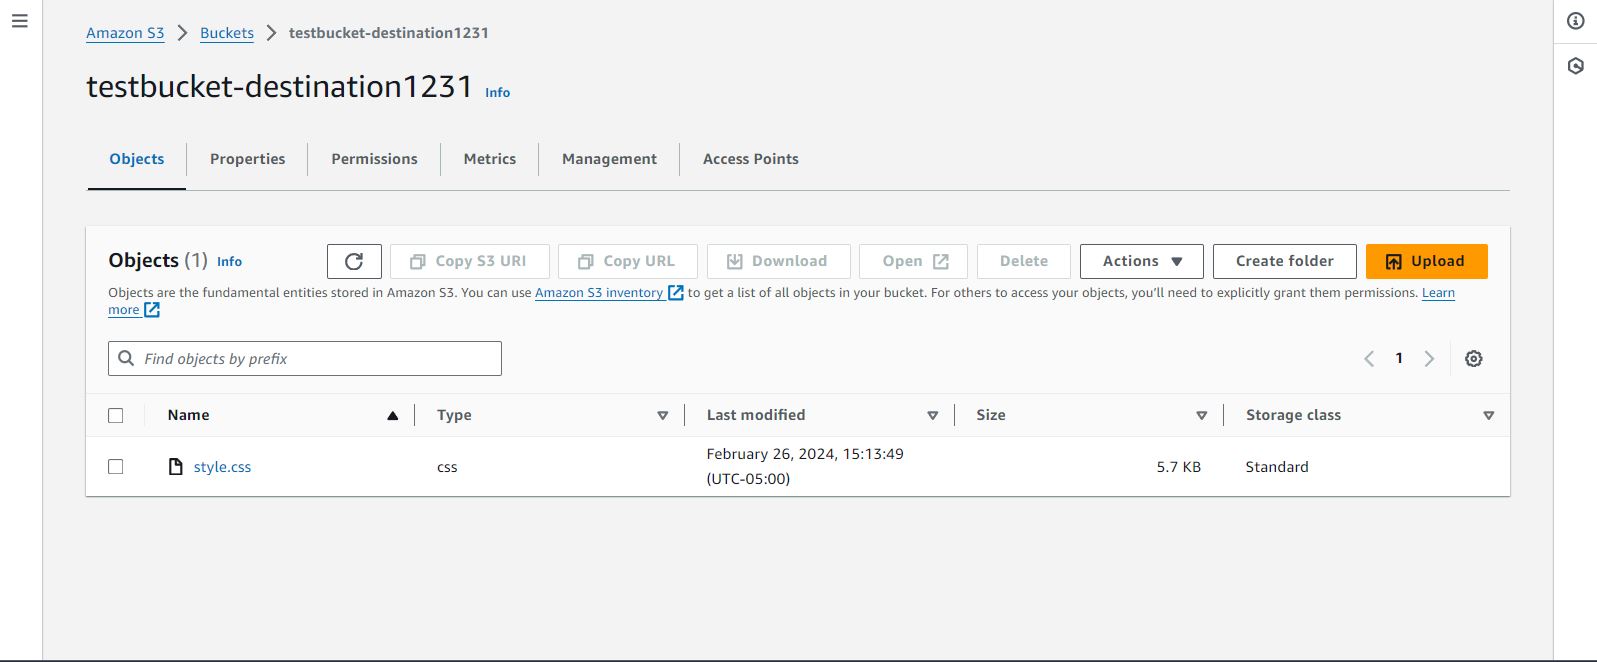 Amazon S3 > Buckets > testbucket-destination1231
testbucket-destination1231 Info
Objects Properties Permissions Metrics Management Access Points
Objects (1) Info Copy S3 URI Copy URL Download Open Delete Actions Create folder Upload
Objects are the fundamental entities stored in Amazon S3. You can use Amazon S3 inventory to get a list of all objects in your bucket. For others to access your objects, you’ll need to explicitly grant them permissions. Learn
more
Find objects by prefix 1
Name Type Last modified Size Storage class
style.css css February 26, 2024, 15:13:49 5.7 KB Standard
(UTC-05:00)